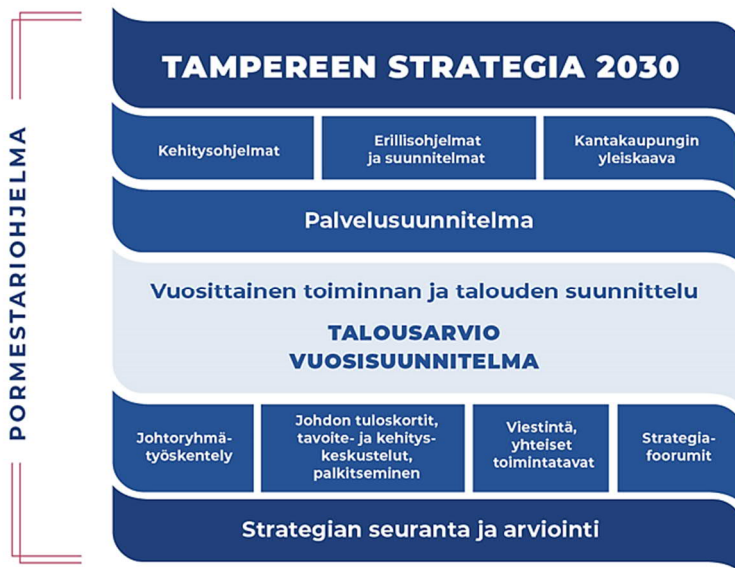 PORMESTARIOHJELMA
TAMPEREEN STRATEGIA 2030
Kehitysohjelmat
Erillisohjelmat
ja suunnitelmat
Kantakaupungin
yleiskaava
Palvelusuunnitelma
Vuosittainen toiminnan ja talouden suunnittelu
TALOUSARVIO
VUOSISUUNNITELMA
Johtoryhmä-
työskentely
Johdon tuloskortit,
tavoite- ja kehitys-
keskustelut,
palkitseminen
Viestintä,
yhteiset
toimintatavat
Strategia-
foorumit
Strategian seuranta ja arviointi